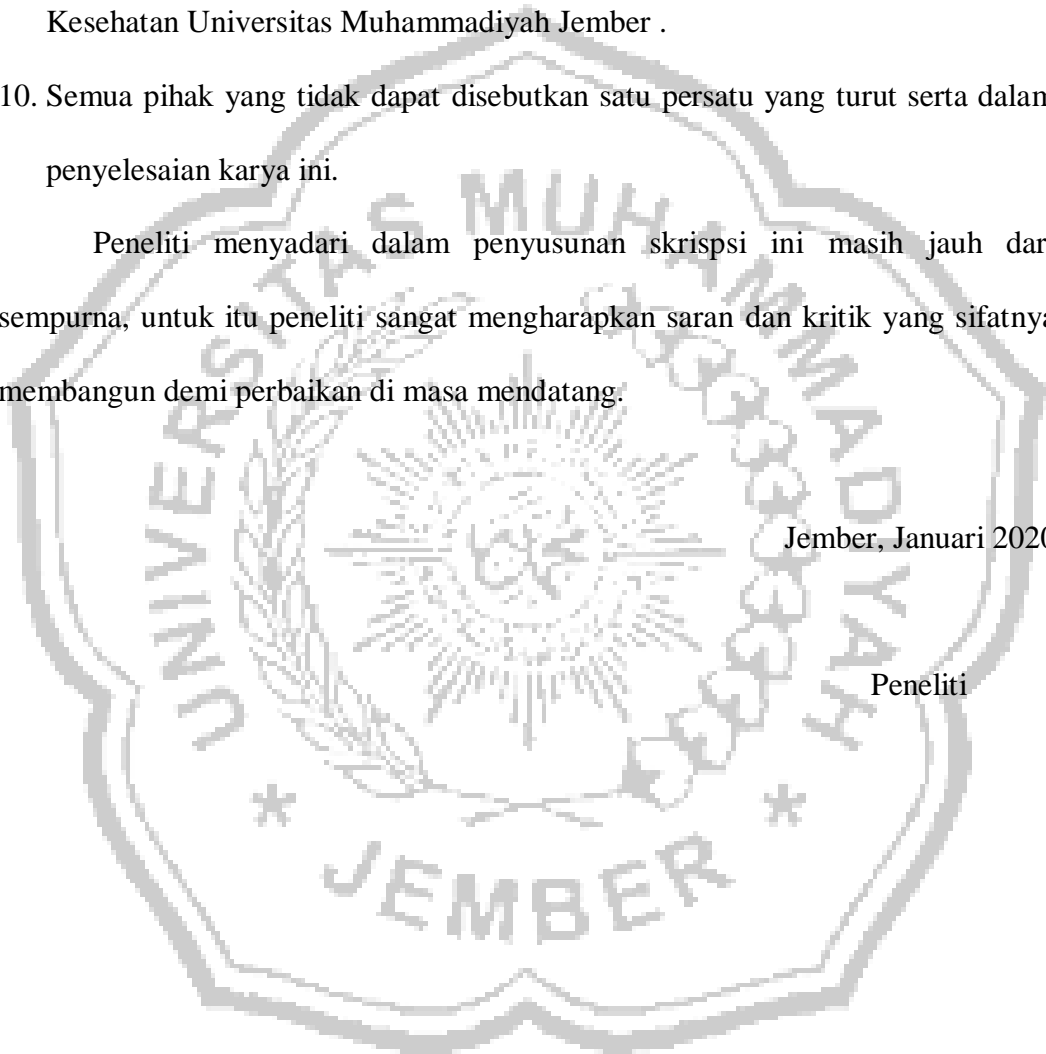 Kesehatan Universitas Muhammadiyah Jember .
10. Semua pihak yang tidak dapat disebutkan satu persatu yang turut serta dalam
penyelesaian karya ini.
Peneliti menyadari dalam penyusunan skrispsi ini masih jauh dari
sempurna, untuk itu peneliti sangat mengharapkan saran dan kritik yang sifatnya
membangun demi perbaikan di masa mendatang.
Jember, Januari 2020
Peneliti
UNIVERSITAS MUHAMMADIYAH
* JEMBER *